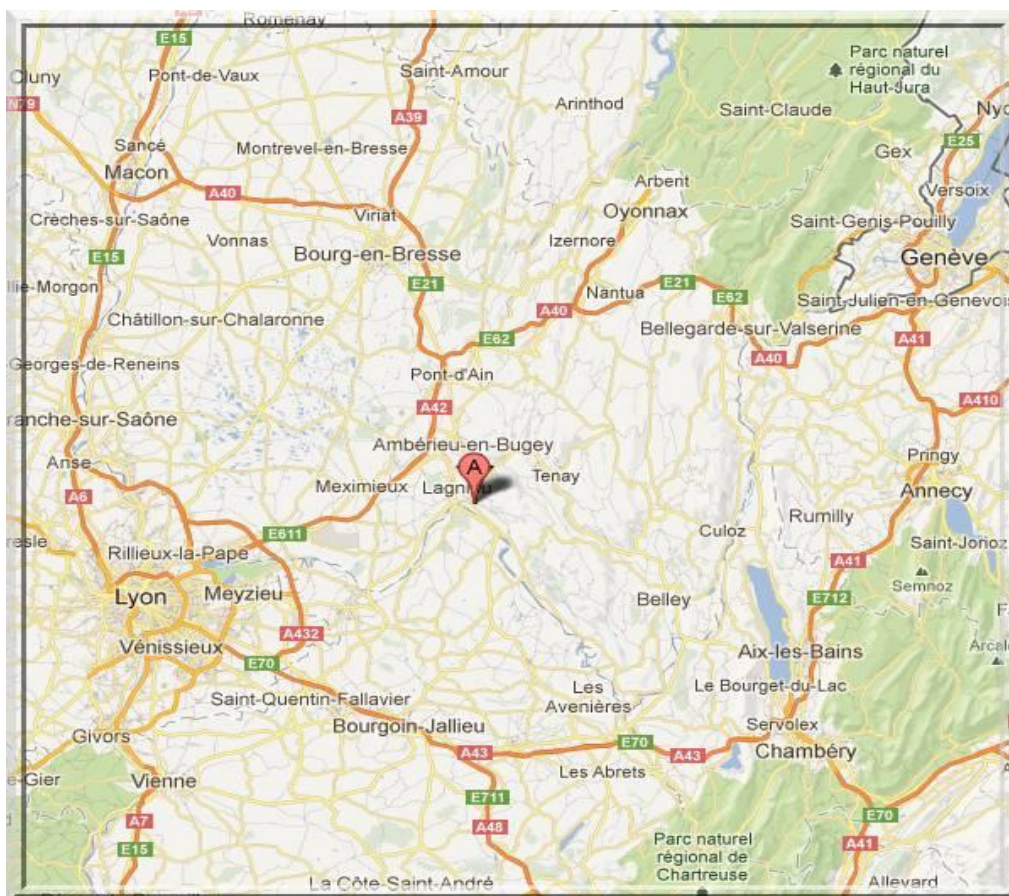 Romenay
E15
Cluny
Pont-de-Vaux
Saint-Amour
Parc naturel
régional du
Haut-Jura
N79
A39
Arinthod
Saint-Claude
Sancé
Montrevel-en-Bresse
E25
Macon
Gex
A40
Arbent
Versoix
Crèches-sur-Saône
Viriat
Oyonnax
Vonnas
Izernore
Saint-Genis-Pouilly
E15
Bourg-en-Bresse
Genève
E21
Nantua
E21
E62
Saint-Julien-en-Genevois
A40
Châtillon-sur-Chalaronne
E62
Bellegarde-sur-Valserine
A41
Georges-de-Reneins
A40
Pont-d'Ain
A42
A410
ranche-sur-Saône
Ambérieu-en-Bugey
Anse
A
Tenay
Pringy
Meximieux
Annecy
A6
E611
Culoz
Rumilly
Rillieux-la-Pape
A41
Semnoz
Lyon
Meyzieu
Belley
E712
A432
Vénissieux
E70
Aix-les-Bains
Saint-Quentin-Fallavier
Les
Avenières
Le Bourget-du-Lac
Bourgoin-Jallieu
Servolex
Givors
A43
E70
A43
Chambéry
e-Gier
Vienne
Les Abrets
E711
A7
A48
E70
E15
Parc naturel
régional de
Chartreuse
A41
La Côte-Saint-André
Allevard